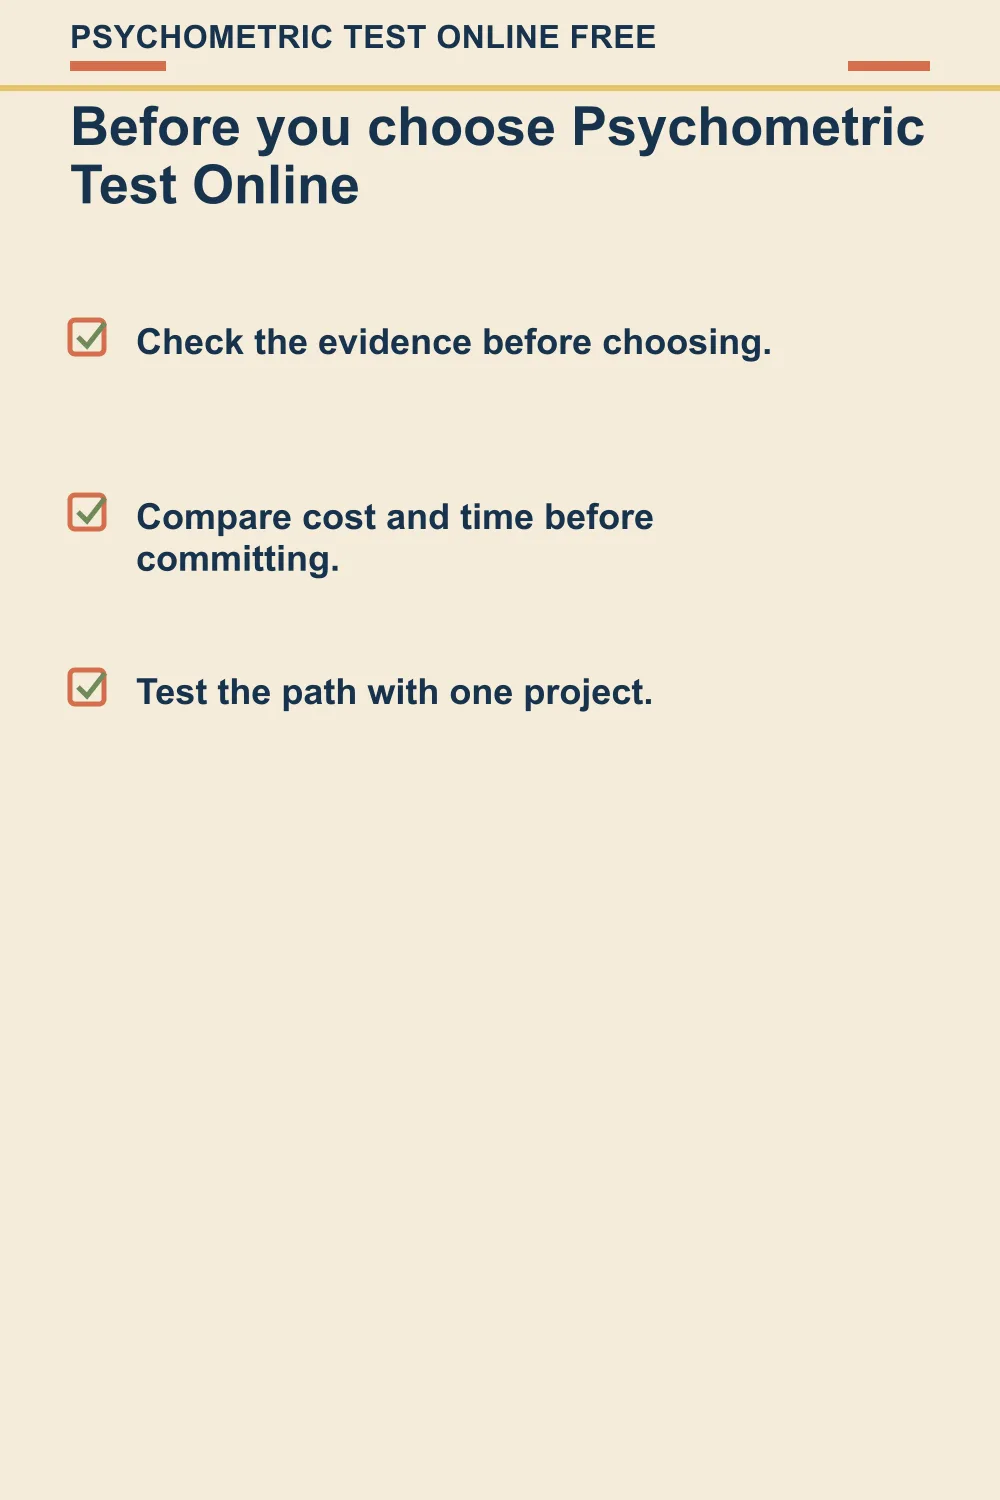 PSYCHOMETRIC TEST ONLINE FREE
Before you choose Psychometric
Test Online
Check the evidence before choosing.
Compare cost and time before
committing.
Test the path with one project.